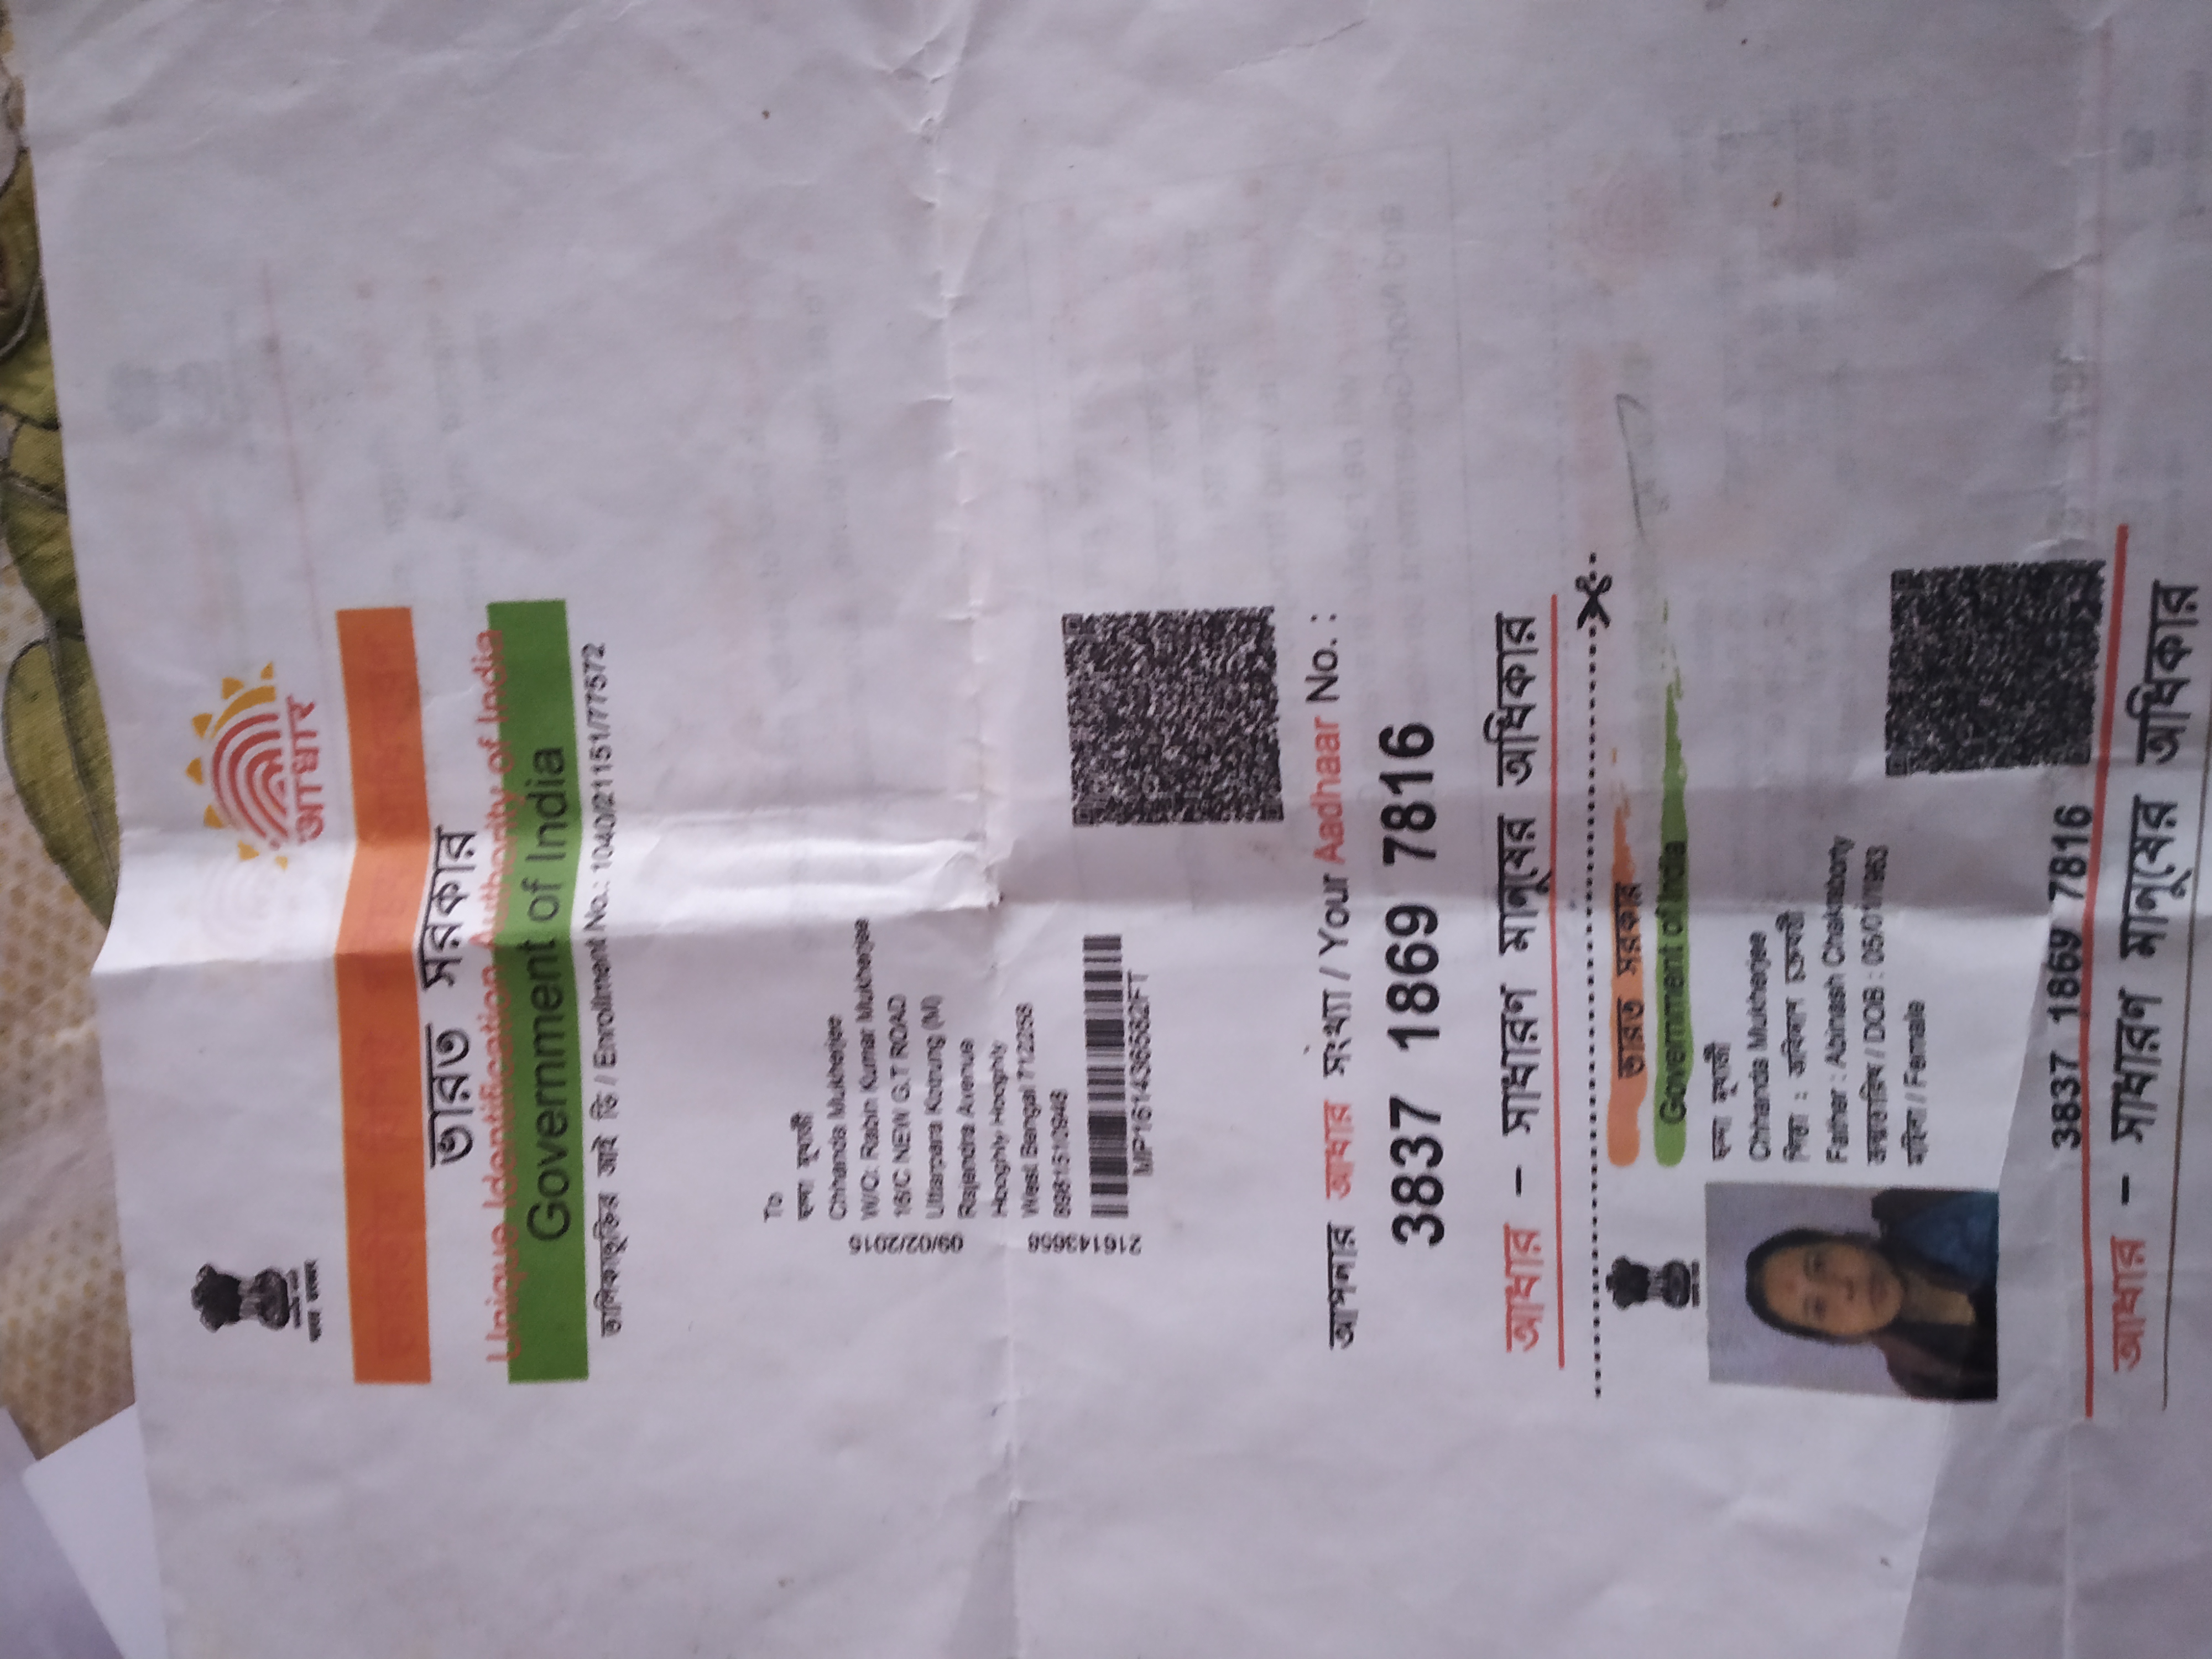 भारत सरकार
आधार
ভারত সরকার
Unique Identification Authority of India
Government of India
তালিকাভুক্তির আই ডি / Enrollment No.: 1040/21151/77572
To
ছন্দা মূখার্জী
Chhanda Mukherjee
W/O: Rabin Kumar Mukherjee
16/C NEW G.T ROAD
Uttarpara Kotrung (M)
Rajendra Avenue
Hooghly Hooghly
West Bengal 712258
8981510948
09/02/2015
216143658
MP161436582FT
আপনার আধার সংখ্যা / Your Aadhaar No. :
3837 1869 7816
আধার – সাধারণ মানুষের অধিকার
ভারত সরকার
Government of India
ছন্দা মূখার্জী
Chhanda Mukherjee
পিতা : অবিনাশ চক্রবর্তী
Father : Abinash Chakraborty
জন্মতারিখ / DOB : 05/01/1963
মহিলা / Female
3837 1869 7816
আধার – সাধারণ মানুষের অধিকার